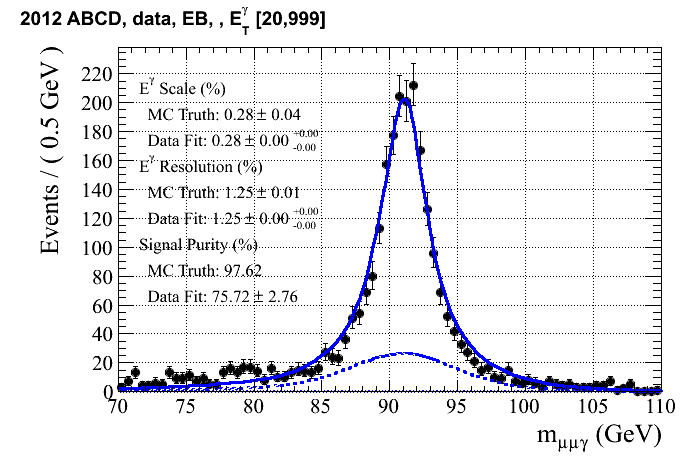 2012 ABCD, data, EB, , E_T^γ [20,999]
Events / ( 0.5 GeV )
220
200
180
160
140
120
100
80
60
40
20
0
E^γ Scale (%)
MC Truth: 0.28 ± 0.04
Data Fit: 0.28 ± 0.00 +0.00 -0.00
E^γ Resolution (%)
MC Truth: 1.25 ± 0.01
Data Fit: 1.25 ± 0.00 +0.00 -0.00
Signal Purity (%)
MC Truth: 97.62
Data Fit: 75.72 ± 2.76
70 75 80 85 90 95 100 105 110
m_μμγ (GeV)